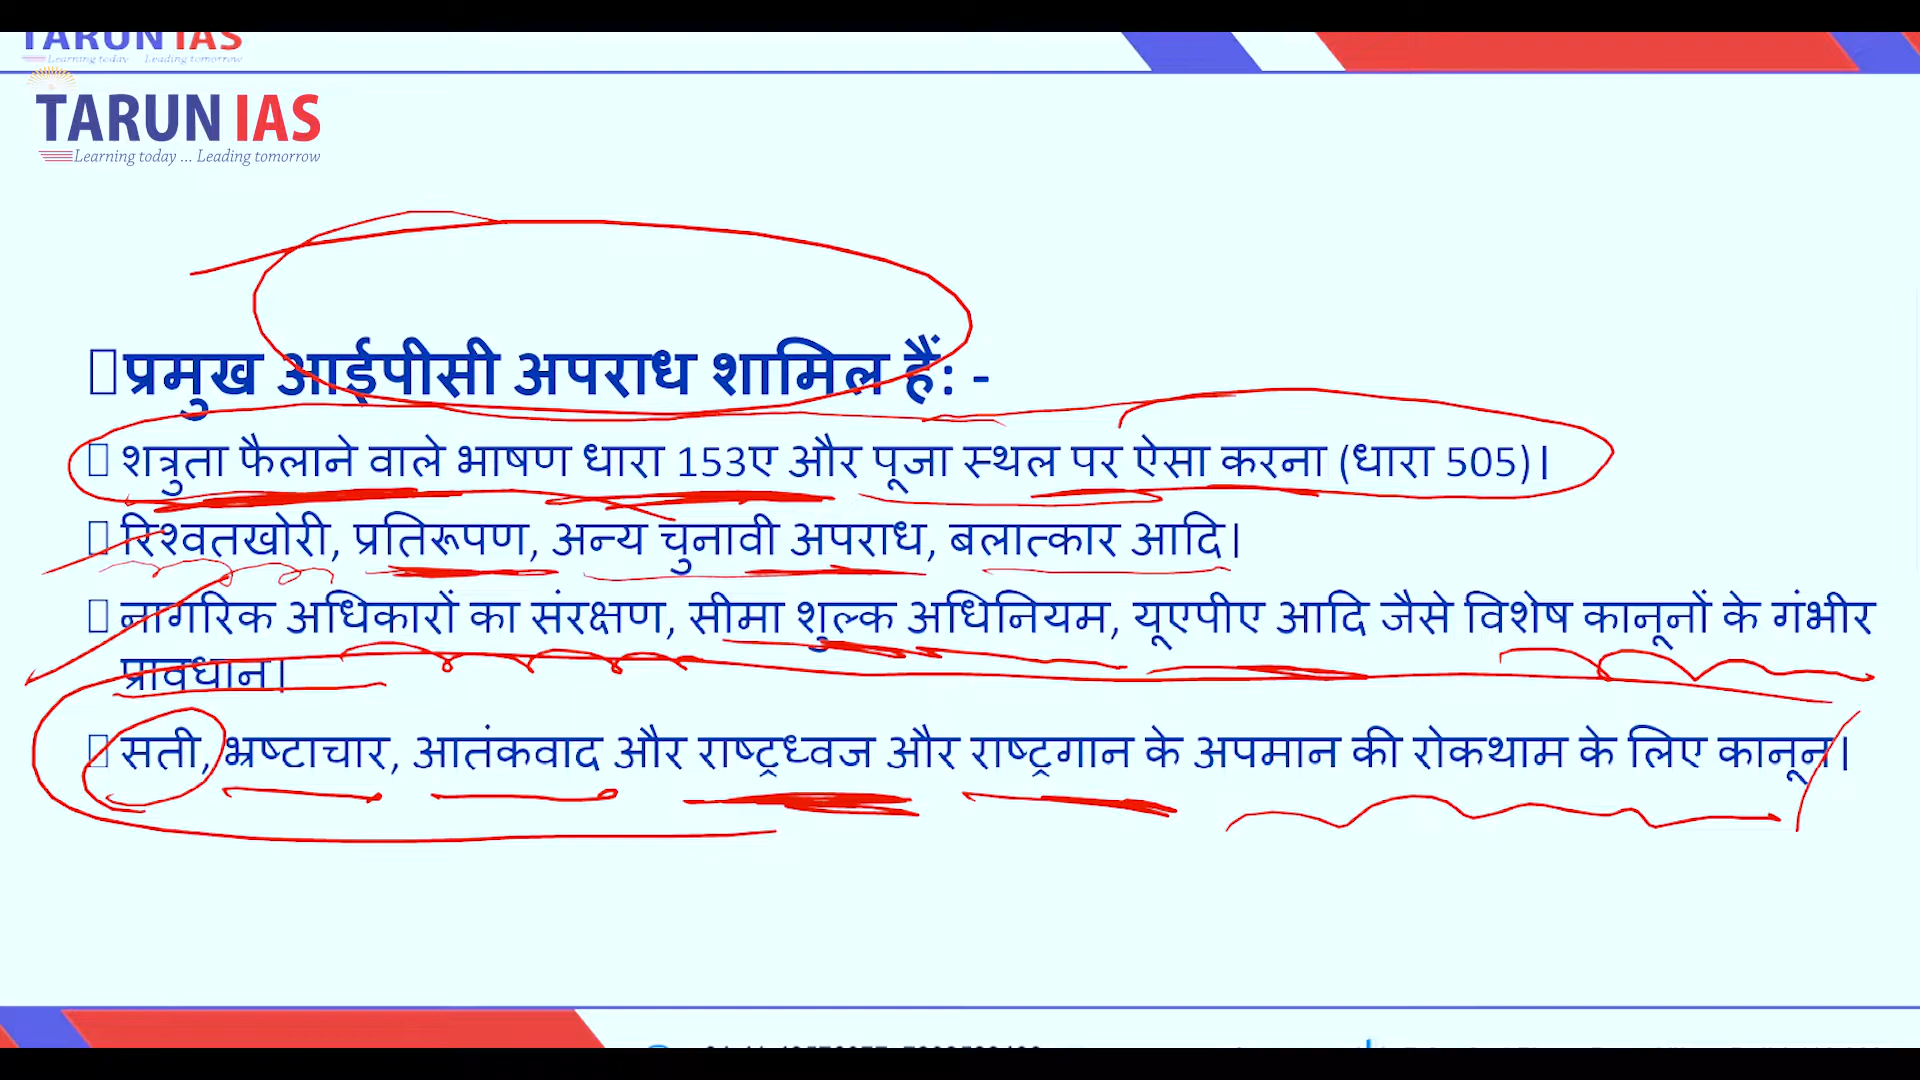 TARUN IAS
Learning today Leading tomorrow
TARUN IAS
Learning today ... Leading tomorrow
प्रमुख आईपीसी अपराध शामिल हैं: -
शत्रुता फैलाने वाले भाषण धारा 153ए और पूजा स्थल पर ऐसा करना (धारा 505)।
रिश्वतखोरी, प्रतिरूपण, अन्य चुनावी अपराध, बलात्कार आदि।
नागरिक अधिकारों का संरक्षण, सीमा शुल्क अधिनियम, यूएपीए आदि जैसे विशेष कानूनों के गंभीर
प्रावधान।
सती, भ्रष्टाचार, आतंकवाद और राष्ट्रध्वज और राष्ट्रगान के अपमान की रोकथाम के लिए कानून।